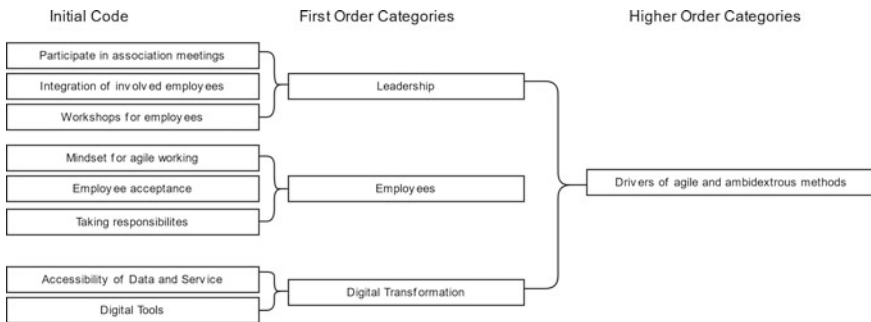 Initial Code
First Order Categories
Higher Order Categories
Participate in association meetings
Integration of involved employees
Workshops for employees
Leadership
Mindset for agile working
Employee acceptance
Taking responsibilites
Employees
Drivers of agile and ambidextrous methods
Accessibility of Data and Service
Digital Tools
Digital Transformation